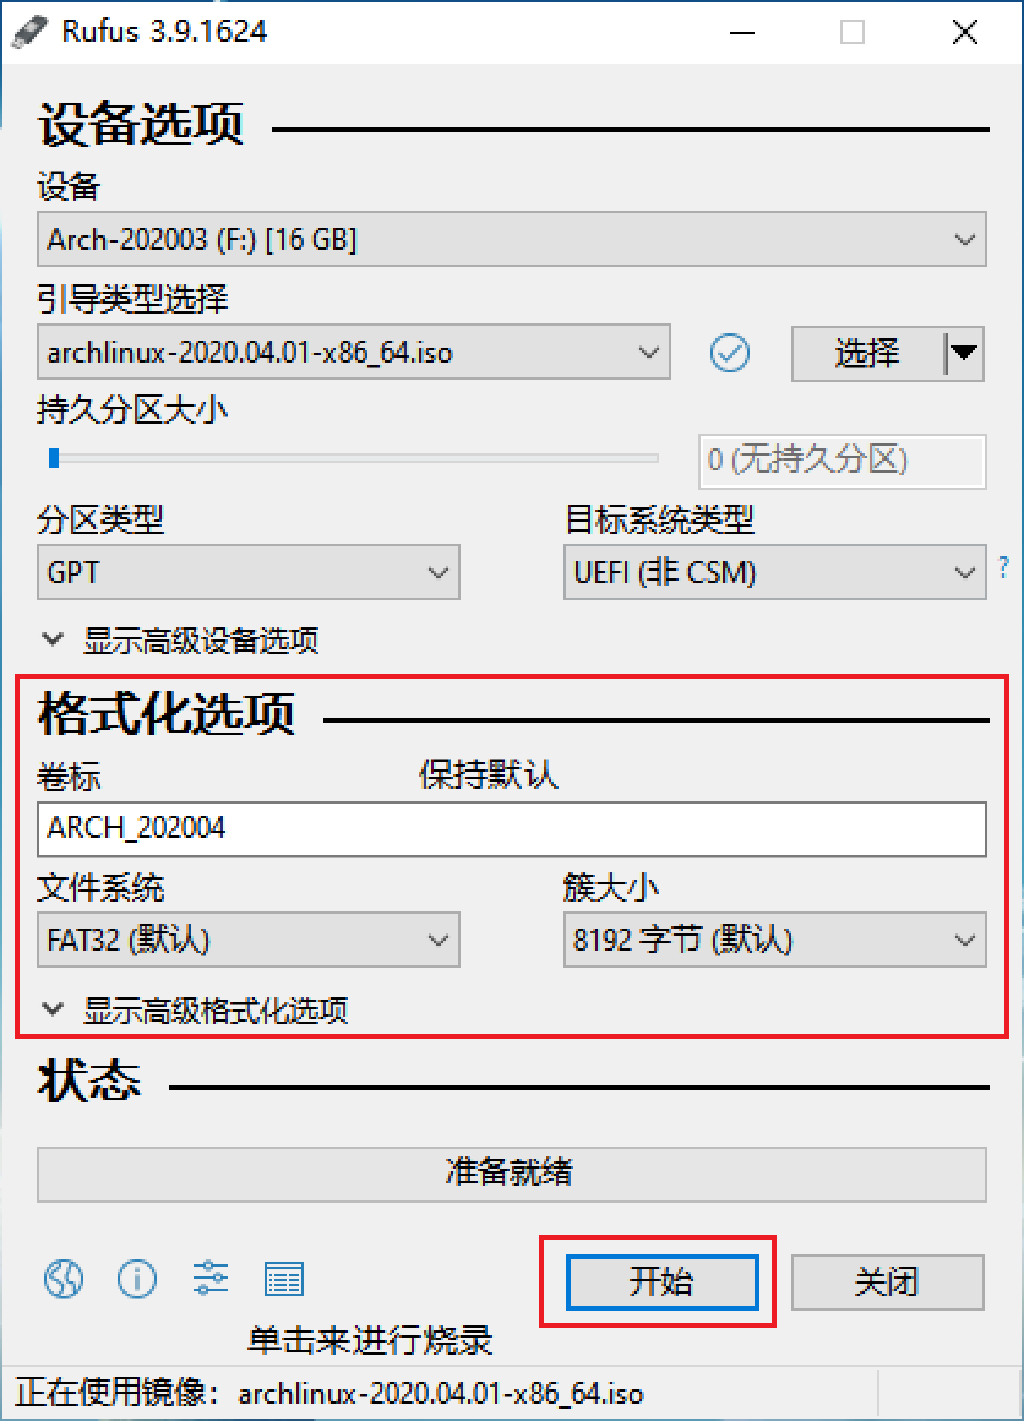 Rufus 3.9.1624
设备选项
设备
Arch-202003 (F:) [16 GB]
引导类型选择
archlinux-2020.04.01-x86_64.iso
选择
持久分区大小
0 (无持久分区)
分区类型
目标系统类型
GPT
UEFI (非 CSM)
?
显示高级设备选项
格式化选项
卷标
保持默认
ARCH_202004
文件系统
簇大小
FAT32 (默认)
8192 字节 (默认)
显示高级格式化选项
状态
准备就绪
开始
关闭
单击来进行烧录
正在使用镜像: archlinux-2020.04.01-x86_64.iso